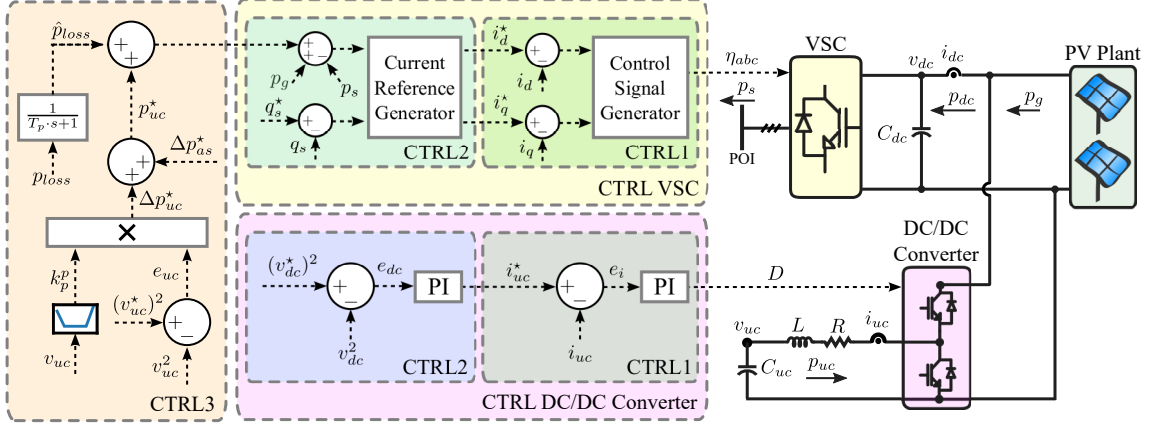 p̂_loss
+
+
1
T_p·s+1
p_loss
p*_uc
+
+
Δp*_as
Δp*_uc
×
k^p_p
e_uc
(v*_uc)²
+
−
v_uc
v²_uc
CTRL3
+
+
−
p_g
p_s
q*_s
+
−
q_s
Current
Reference
Generator
CTRL2
i*_d
+
−
i_d
i*_q
+
−
i_q
Control
Signal
Generator
CTRL1
CTRL VSC
(v*_dc)²
+
−
v²_dc
e_dc
PI
CTRL2
i*_uc
+
−
i_uc
e_i
PI
CTRL1
CTRL DC/DC Converter
η_abc
p_s
POI
VSC
v_dc
i_dc
p_dc
p_g
C_dc
PV Plant
DC/DC
Converter
D
v_uc
L
R
i_uc
C_uc
p_uc